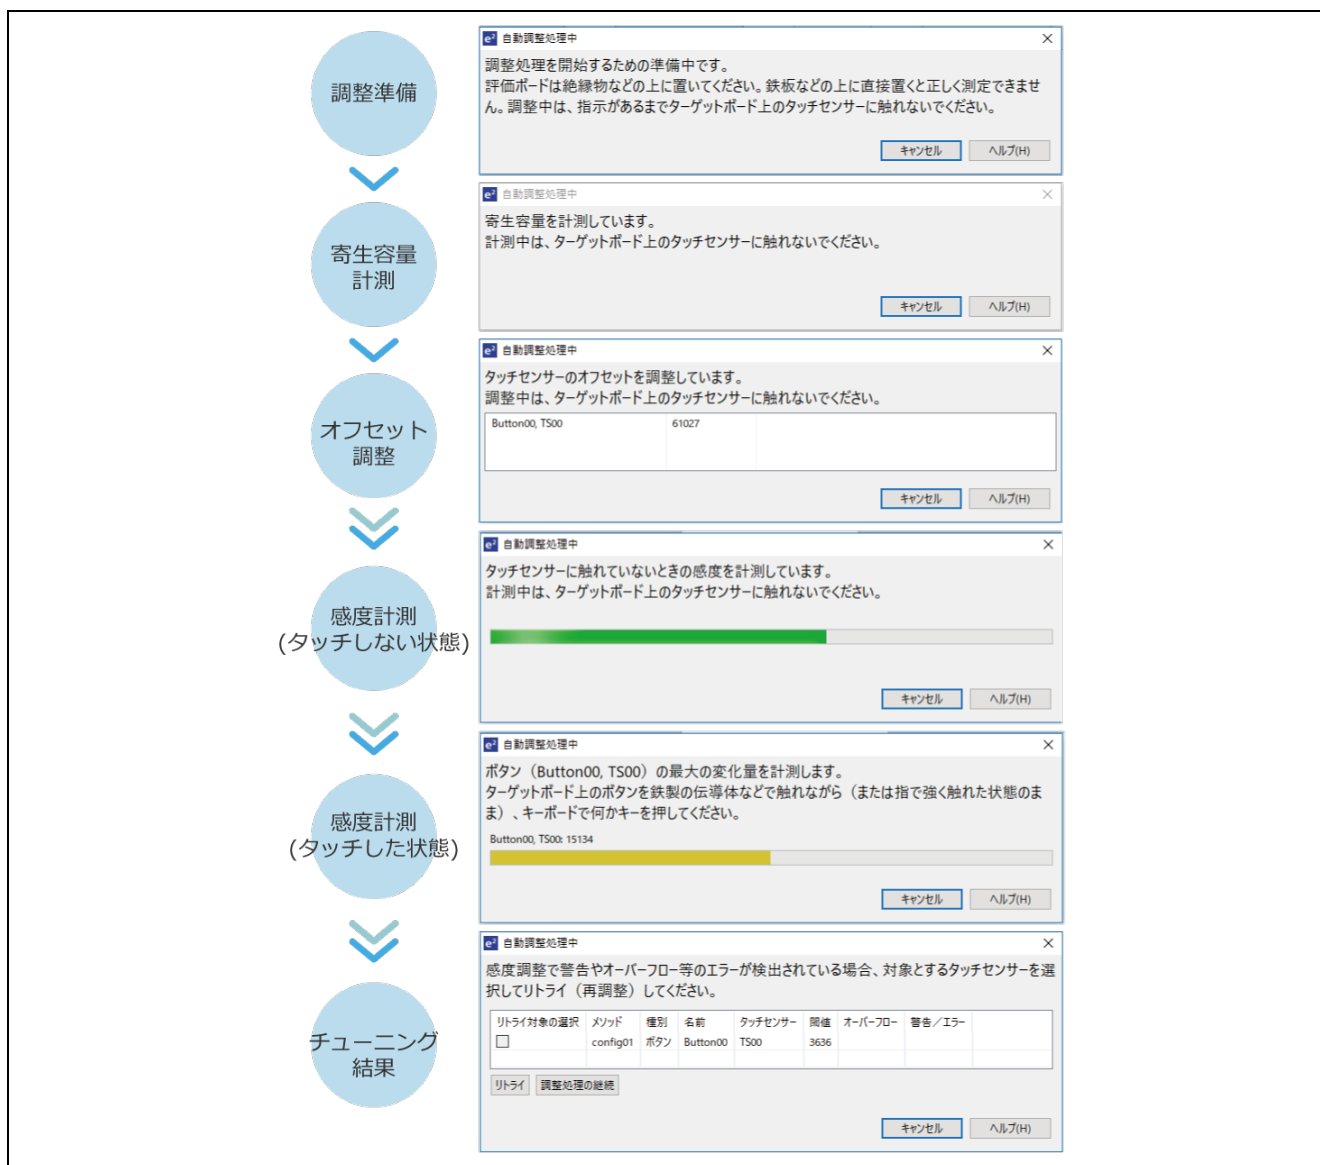 調整準備
e² 自動調整処理中
調整処理を開始するための準備中です。
評価ボードは絶縁物などの上に置いてください。鉄板などの上に直接置くと正しく測定できませ
ん。調整中は、指示があるまでターゲットボード上のタッチセンサーに触れないでください。
キャンセル ヘルプ(H)
寄生容量
計測
e² 自動調整処理中
寄生容量を計測しています。
計測中は、ターゲットボード上のタッチセンサーに触れないでください。
キャンセル ヘルプ(H)
オフセット
調整
e² 自動調整処理中
タッチセンサーのオフセットを調整しています。
調整中は、ターゲットボード上のタッチセンサーに触れないでください。
Button00, TS00 61027
キャンセル ヘルプ(H)
感度計測
(タッチしない状態)
e² 自動調整処理中
タッチセンサーに触れていないときの感度を計測しています。
計測中は、ターゲットボード上のタッチセンサーに触れないでください。
キャンセル ヘルプ(H)
感度計測
(タッチした状態)
e² 自動調整処理中
ボタン（Button00, TS00）の最大の変化量を計測します。
ターゲットボード上のボタンを鉄製の伝導体などで触れながら（または指で強く触れた状態のま
ま）、キーボードで何かキーを押してください。
Button00, TS00: 15134
キャンセル ヘルプ(H)
チューニング
結果
e² 自動調整処理中
感度調整で警告やオーバーフロー等のエラーが検出されている場合、対象とするタッチセンサーを選
択してリトライ（再調整）してください。
リトライ対象の選択 メソッド 種別 名前 タッチセンサー 閾値 オーバーフロー 警告／エラー
config01 ボタン Button00 TS00 3636
リトライ 調整処理の継続
キャンセル ヘルプ(H)